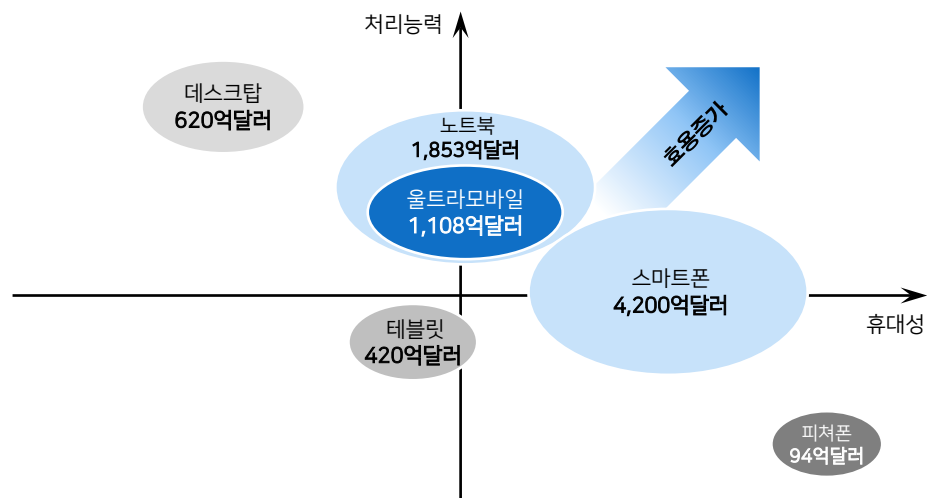 처리능력
데스크탑
620억달러
노트북
1,853억달러
효용증가
울트라모바일
1,108억달러
스마트폰
4,200억달러
휴대성
테블릿
420억달러
피쳐폰
94억달러